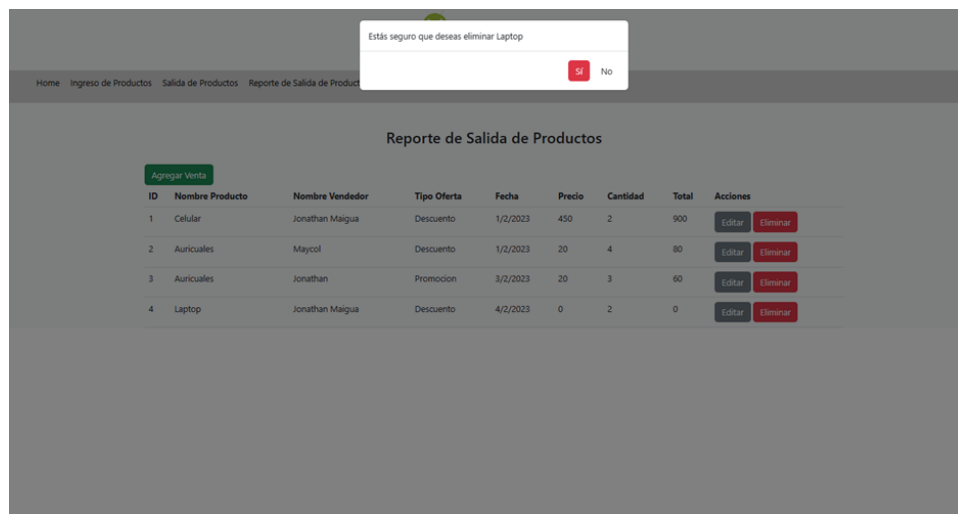 Estás seguro que deseas eliminar Laptop
Sí No
Home Ingreso de Productos Salida de Productos Reporte de Salida de Product
Reporte de Salida de Productos
Agregar Venta
ID Nombre Producto Nombre Vendedor Tipo Oferta Fecha Precio Cantidad Total Acciones
1 Celular Jonathan Maigua Descuento 1/2/2023 450 2 900 Editar Eliminar
2 Auricuales Maycol Descuento 1/2/2023 20 4 80 Editar Eliminar
3 Auricuales Jonathan Promocion 3/2/2023 20 3 60 Editar Eliminar
4 Laptop Jonathan Maigua Descuento 4/2/2023 0 2 0 Editar Eliminar